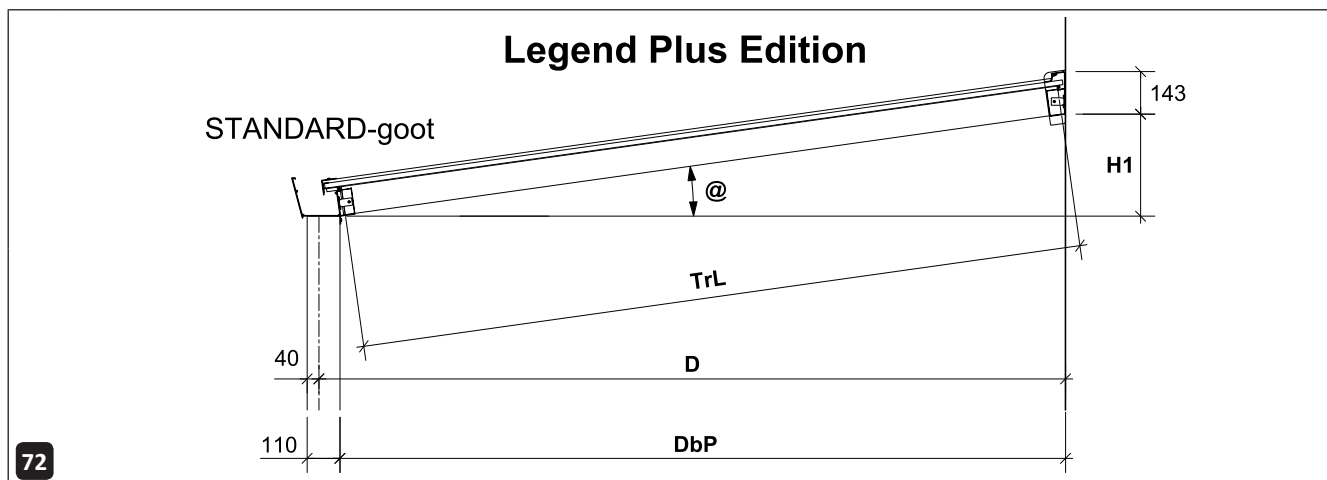 Legend Plus Edition
STANDARD-goot
143
H1
@
TrL
40
D
110
DbP
72